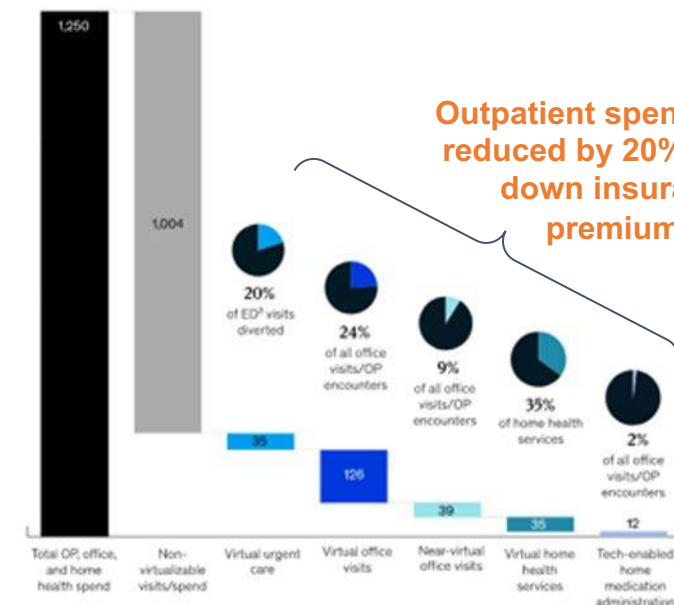 1,250
Outpatient spen
reduced by 20%
down insura
premium
1,004
20%
of ED³ visits
diverted
24%
of all office
visits/OP
encounters
9%
of all office
visits/OP
encounters
35%
of home health
services
2%
of all office
visits/OP
encounters
35
126
39
35
12
Total OP, office,
and home
health spend
Non-
virtualizable
visits/spend
Virtual urgent
care
Virtual office
visits
Near-virtual
office visits
Virtual home
health
services
Tech-enabled
home
medication
administration